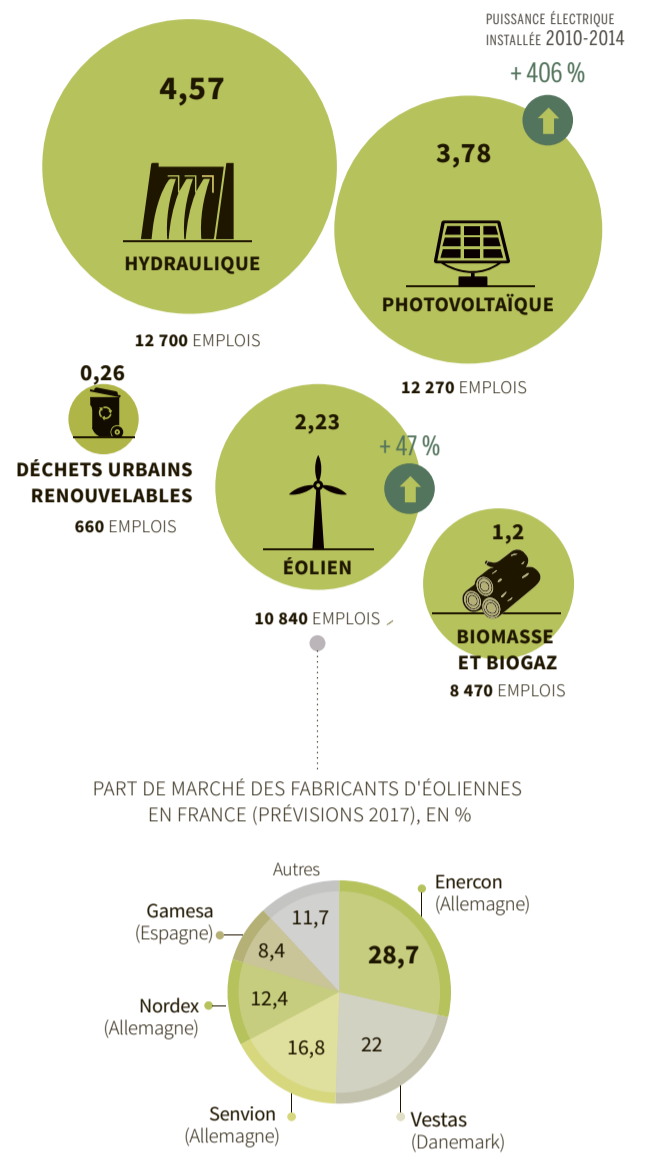 PUISSANCE ÉLECTRIQUE
INSTALLÉE 2010-2014
+ 406 %
4,57
HYDRAULIQUE
12 700 EMPLOIS
3,78
PHOTOVOLTAÏQUE
12 270 EMPLOIS
0,26
DÉCHETS URBAINS
RENOUVELABLES
660 EMPLOIS
2,23
+ 47 %
ÉOLIEN
10 840 EMPLOIS
1,2
BIOMASSE
ET BIOGAZ
8 470 EMPLOIS
PART DE MARCHÉ DES FABRICANTS D'ÉOLIENNES
EN FRANCE (PRÉVISIONS 2017), EN %
Autres
11,7
Enercon
(Allemagne)
28,7
Gamesa
(Espagne)
8,4
Nordex
(Allemagne)
12,4
Senvion
(Allemagne)
16,8
Vestas
(Danemark)
22